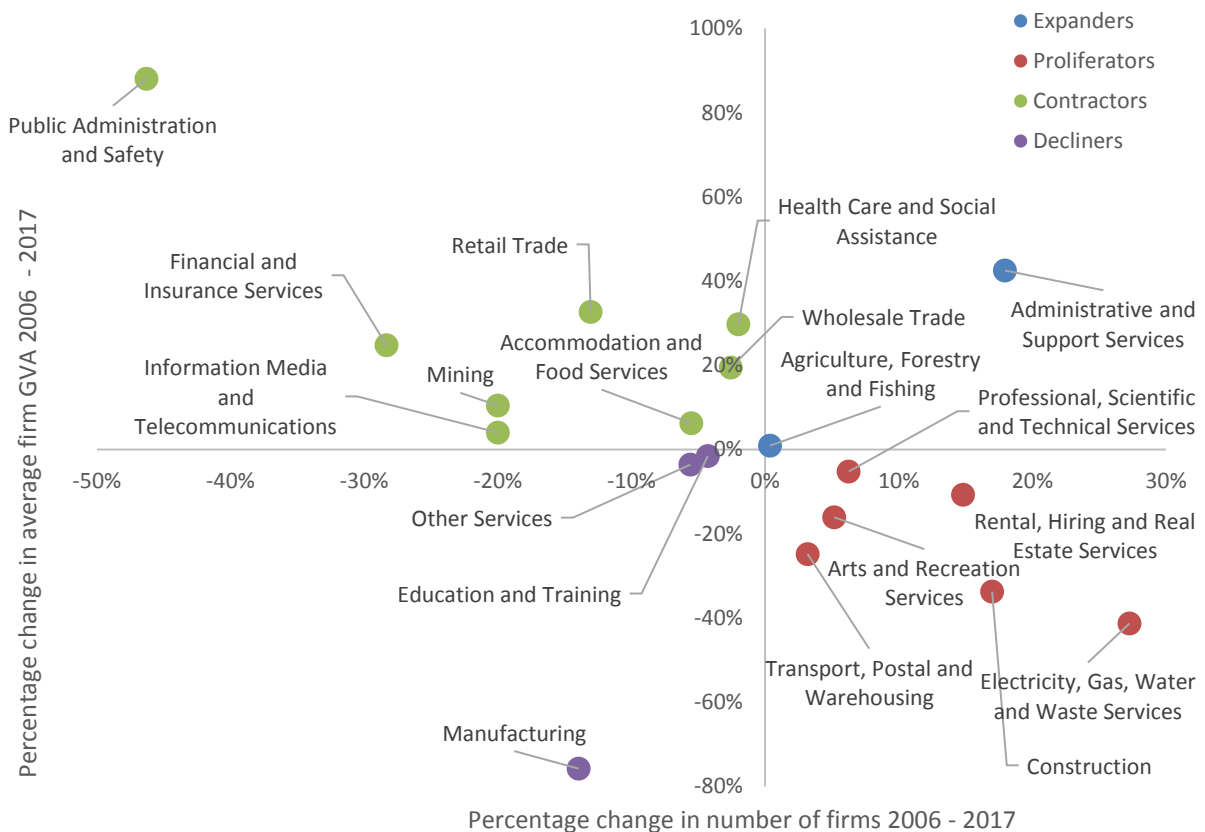 100%
80%
60%
40%
20%
0%
-20%
-40%
-60%
-80%
-50%
-40%
-30%
-20%
-10%
0%
10%
20%
30%
Expanders
Proliferators
Contractors
Decliners
Public Administration
and Safety
Financial and
Insurance Services
Retail Trade
Health Care and Social
Assistance
Administrative and
Support Services
Wholesale Trade
Accommodation and
Food Services
Agriculture, Forestry
and Fishing
Information Media
and
Telecommunications
Mining
Professional, Scientific
and Technical Services
Other Services
Education and Training
Rental, Hiring and Real
Estate Services
Arts and Recreation
Services
Transport, Postal and
Warehousing
Electricity, Gas, Water
and Waste Services
Manufacturing
Construction
Percentage change in average firm GVA 2006 - 2017
Percentage change in number of firms 2006 - 2017